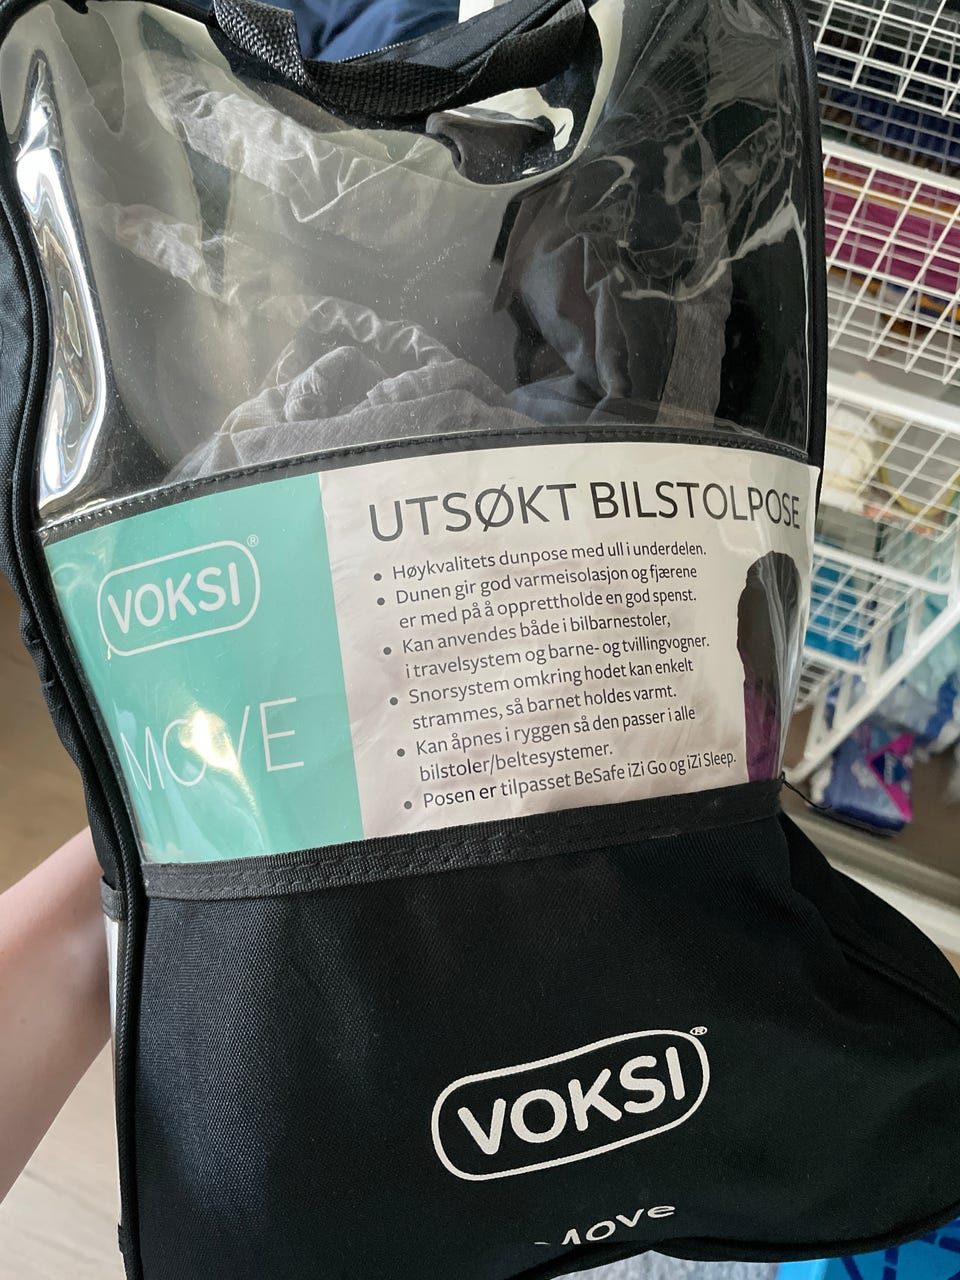 UTSØKT BILSTOLPOSE
VOKSI®
MOVE
• Høykvalitets dunpose med ull i underdelen.
• Dunen gir god varmeisolasjon og fjærene
er med på å opprettholde en god spenst.
• Kan anvendes både i bilbarnestoler,
i travelsystem og barne- og tvillingvogner.
• Snorsystem omkring hodet kan enkelt
strammes, så barnet holdes varmt.
• Kan åpnes i ryggen så den passer i alle
bilstoler/beltesystemer.
• Posen er tilpasset BeSafe iZi Go og iZi Sleep.
VOKSI®
Move